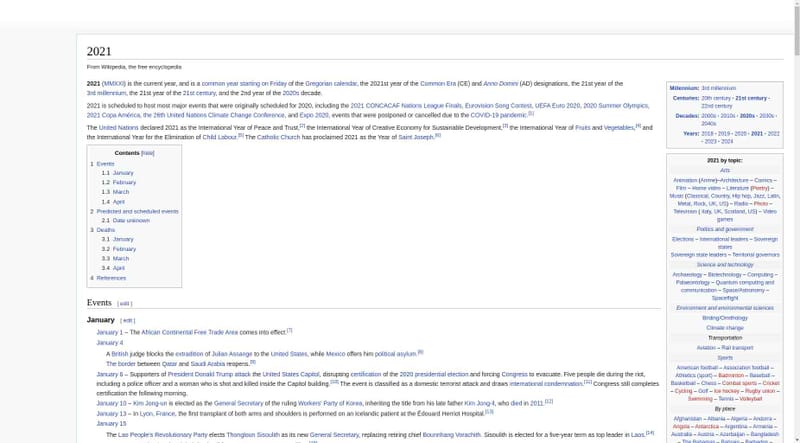 2021
From Wikipedia, the free encyclopedia
2021 (MMXXI) is the current year, and is a common year starting on Friday of the Gregorian calendar, the 2021st year of the Common Era (CE) and Anno Domini (AD) designations, the 21st year of the
3rd millennium, the 21st year of the 21st century, and the 2nd year of the 2020s decade.
2021 is scheduled to host most major events that were originally scheduled for 2020, including the 2021 CONCACAF Nations League Finals, Eurovision Song Contest, UEFA Euro 2020, 2020 Summer Olympics,
2021 Copa América, the 26th United Nations Climate Change Conference, and Expo 2020, events that were postponed or cancelled due to the COVID-19 pandemic.[1]
The United Nations declared 2021 as the International Year of Peace and Trust,[2] the International Year of Creative Economy for Sustainable Development,[3] the International Year of Fruits and Vegetables,[4] and
the International Year for the Elimination of Child Labour.[5] The Catholic Church has proclaimed 2021 as the Year of Saint Joseph.[6]
Contents [hide]
1 Events
1.1 January
1.2 February
1.3 March
1.4 April
2 Predicted and scheduled events
2.1 Date unknown
3 Deaths
3.1 January
3.2 February
3.3 March
3.4 April
4 References
Events [ edit ]
January [ edit ]
January 1 – The African Continental Free Trade Area comes into effect.[7]
January 4
A British judge blocks the extradition of Julian Assange to the United States, while Mexico offers him political asylum.[8]
The border between Qatar and Saudi Arabia reopens.[9]
January 6 – Supporters of President Donald Trump attack the United States Capitol, disrupting certification of the 2020 presidential election and forcing Congress to evacuate. Five people die during the riot,
including a police officer and a woman who is shot and killed inside the Capitol building.[10] The event is classified as a domestic terrorist attack and draws international condemnation.[11] Congress still completes
certification the following morning.
January 10 – Kim Jong-un is elected as the General Secretary of the ruling Workers' Party of Korea, inheriting the title from his late father Kim Jong-il, who died in 2011.[12]
January 13 – In Lyon, France, the first transplant of both arms and shoulders is performed on an Icelandic patient at the Édouard Herriot Hospital.[13]
January 15
The Lao People's Revolutionary Party elects Thongloun Sisoulith as its new General Secretary, replacing retiring chief Bounnhang Vorachith. Sisoulith is elected for a five-year term as top leader in Laos.[14]
Millennium: 3rd millennium
Centuries: 20th century · 21st century ·
22nd century
Decades: 2000s · 2010s · 2020s · 2030s ·
2040s
Years: 2018 · 2019 · 2020 · 2021 · 2022
· 2023 · 2024
2021 by topic:
Arts
Animation (Anime)–Architecture – Comics –
Film – Home video – Literature (Poetry) –
Music (Classical, Country, Hip hop, Jazz, Latin,
Metal, Rock, UK, US) – Radio – Photo –
Television ( Italy, UK, Scotland, US) – Video
games
Politics and government
Elections – International leaders – Sovereign
states
Sovereign state leaders – Territorial governors
Science and technology
Archaeology – Biotechnology – Computing –
Palaeontology – Quantum computing and
communication – Space/Astronomy –
Spaceflight
Environment and environmental sciences
Birding/Ornithology
Climate change
Transportation
Aviation – Rail transport
Sports
American football – Association football –
Athletics (sport) – Badminton – Baseball –
Basketball – Chess – Combat sports – Cricket
– Cycling – Golf – Ice hockey – Rugby union –
Swimming – Tennis – Volleyball
By place
Afghanistan – Albania – Algeria – Andorra –
Angola – Antarctica – Argentina – Armenia –
Australia – Austria – Azerbaijan – Bangladesh